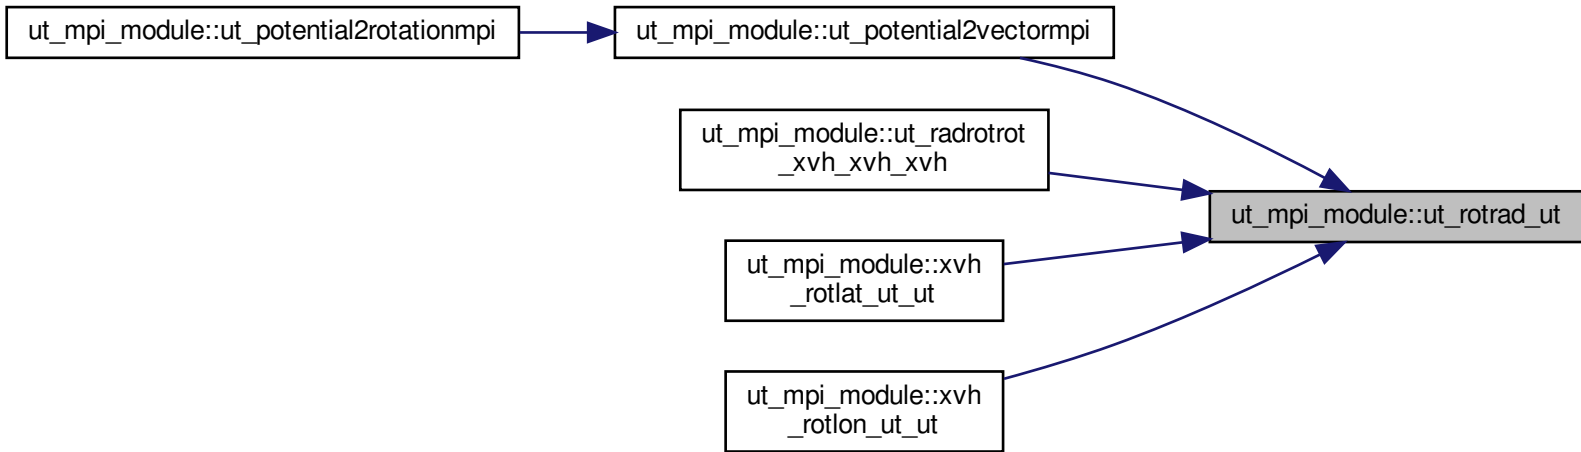 ut_mpi_module::ut_potential2rotationmpi
ut_mpi_module::ut_potential2vectormpi
ut_mpi_module::ut_radrotrot
_xvh_xvh_xvh
ut_mpi_module::ut_rotrad_ut
ut_mpi_module::xvh
_rotlat_ut_ut
ut_mpi_module::xvh
_rotlon_ut_ut